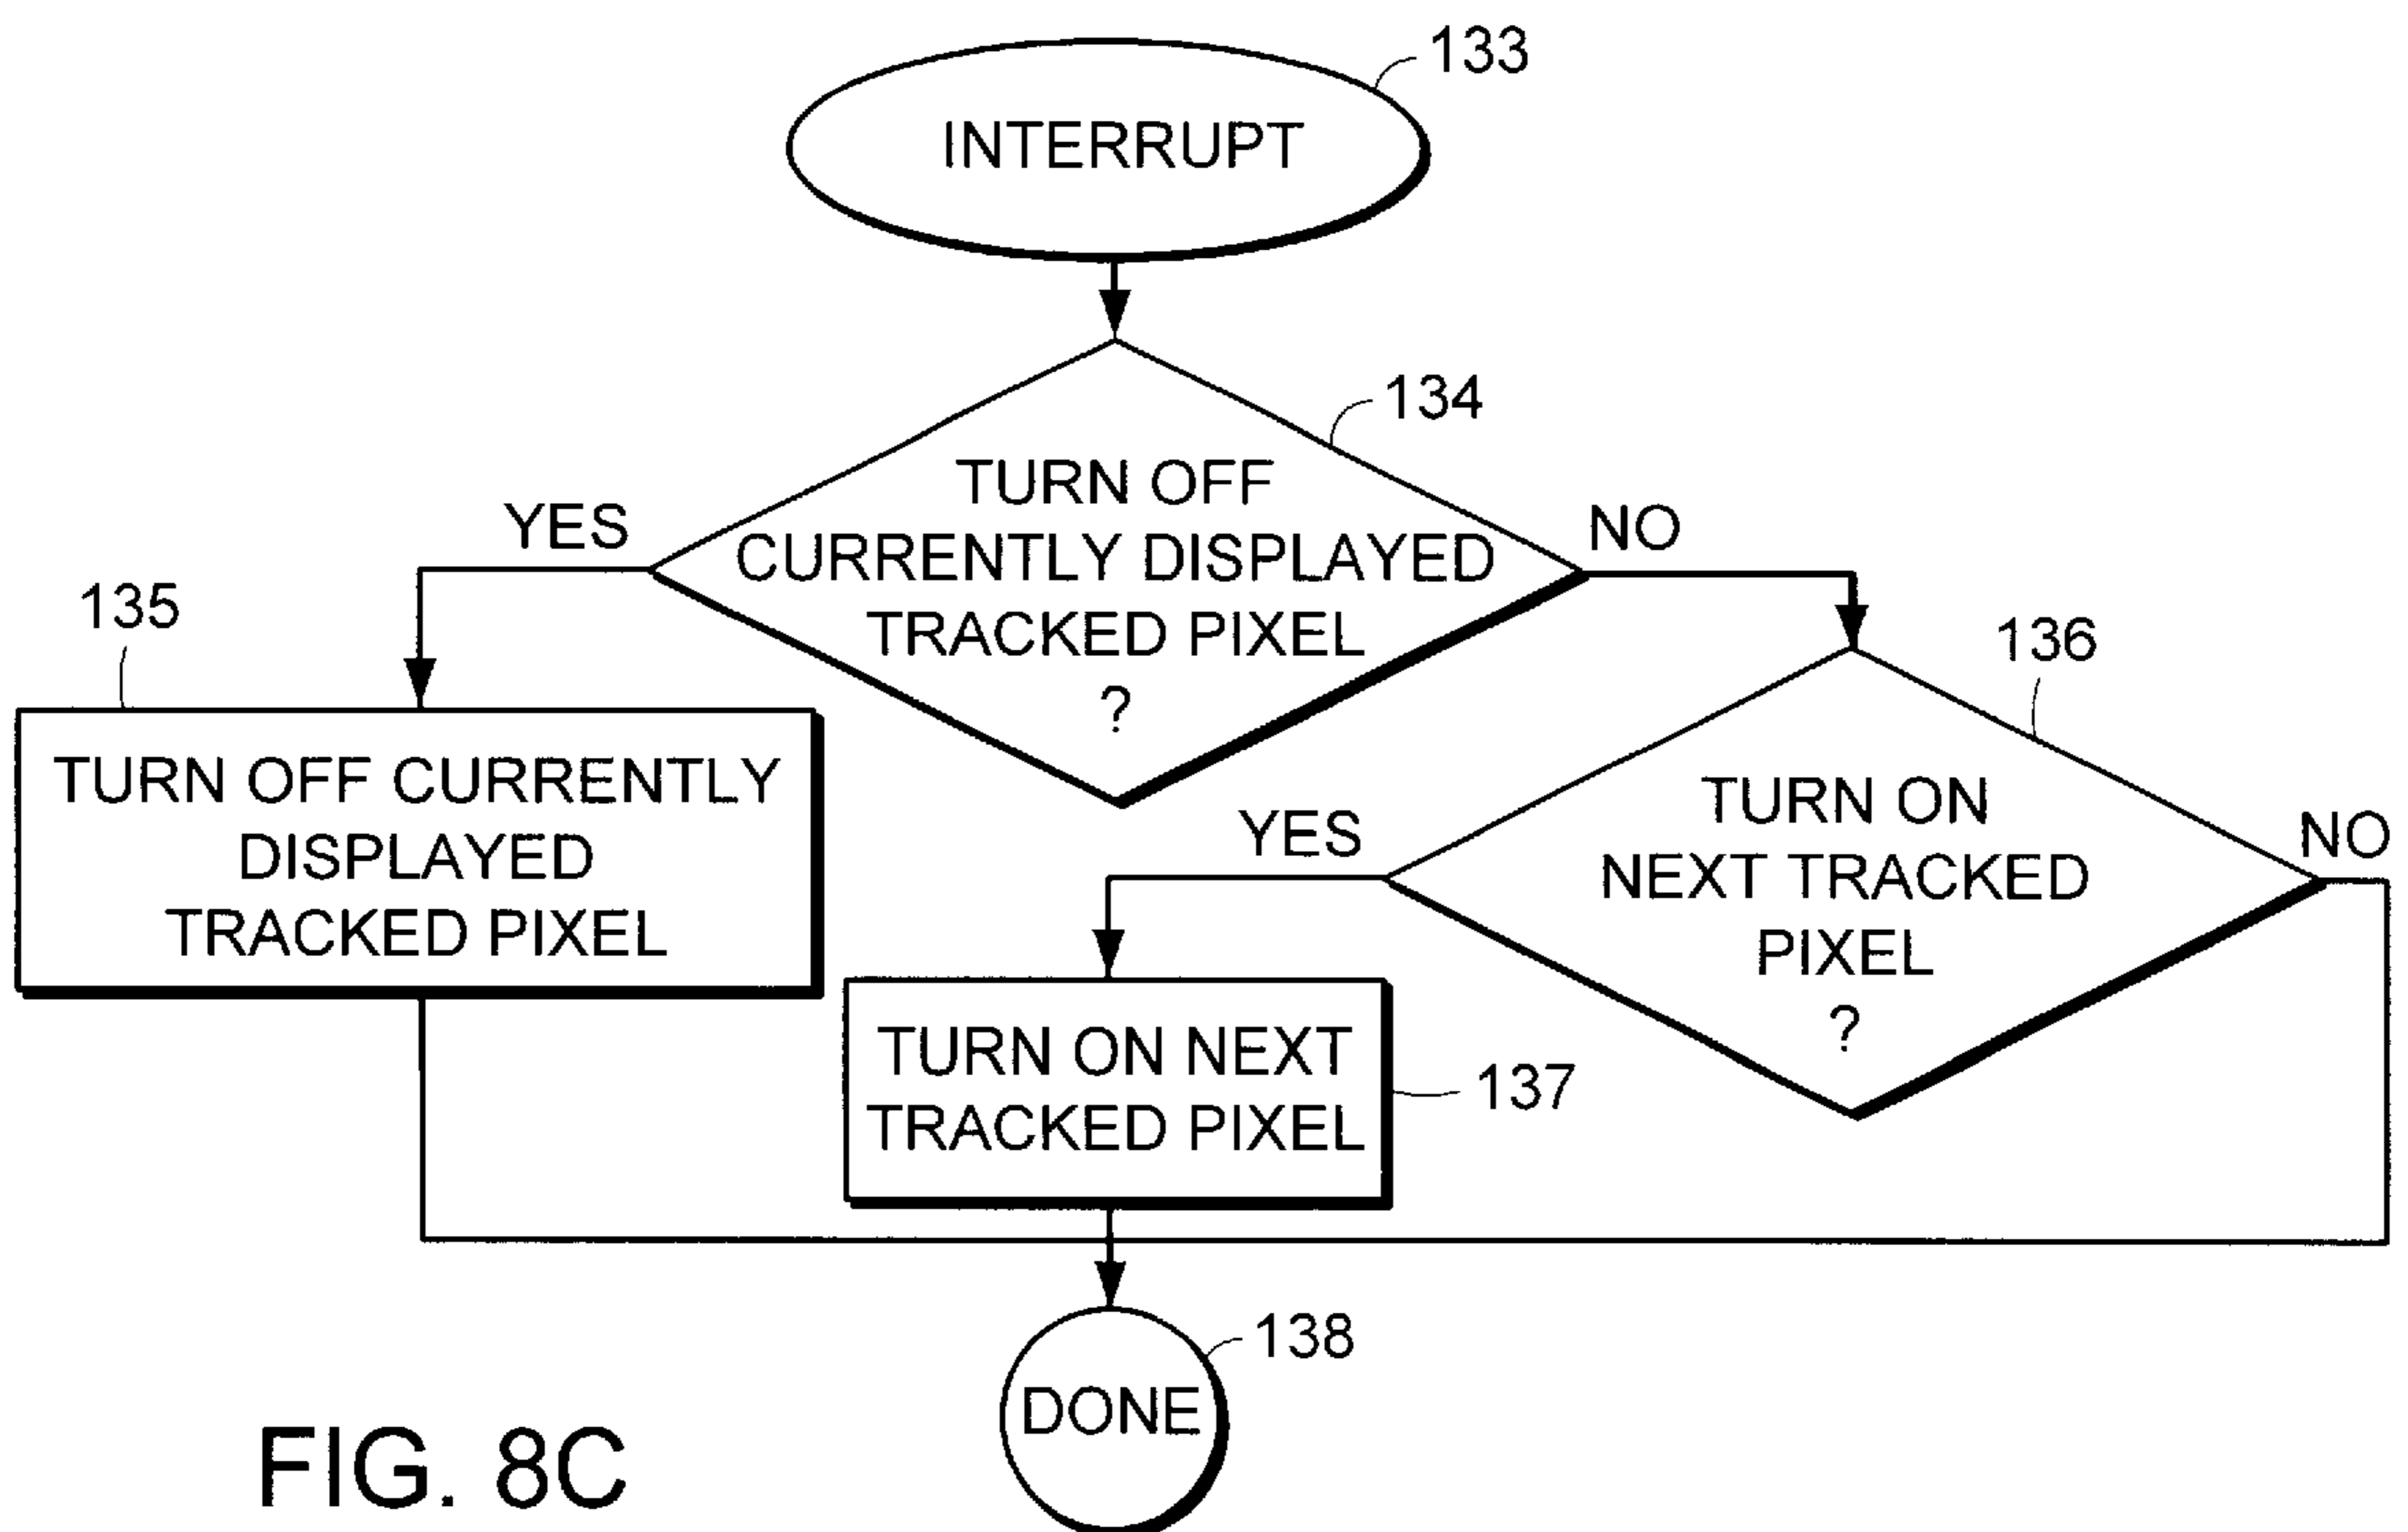 133
INTERRUPT
134
TURN OFF
CURRENTLY DISPLAYED
TRACKED PIXEL
?
YES
NO
135
TURN OFF CURRENTLY
DISPLAYED
TRACKED PIXEL
136
TURN ON
NEXT TRACKED
PIXEL
?
YES
NO
TURN ON NEXT
TRACKED PIXEL
137
138
DONE
FIG. 8C